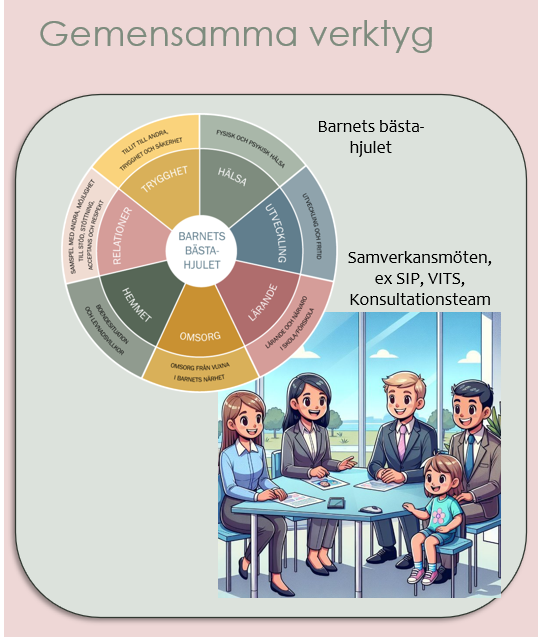 Gemensamma verktyg
Barnets bästa-
hjulet
Samverkansmöten,
ex SIP, VITS,
Konsultationsteam
BARNETS
BÄSTA-
HJULET
TRYGGHET
TILLIT TILL ANDRA,
TRYGGHET OCH SÄKERHET
HÄLSA
FYSISK OCH PSYKISK HÄLSA
UTVECKLING
UTVECKLING OCH FRITID
LÄRANDE
LÄRANDE OCH NÄRVARO
I SKOLA/FÖRSKOLA
OMSORG
OMSORG FRÅN VUXNA
I BARNETS NÄRHET
HEMMET
BOENDESITUATION
OCH LEVNADSVILLKOR
RELATIONER
SAMSPEL MED ANDRA, MÖJLIGHET
TILL STÖD, STÖTTNING,
ACCEPTANS OCH RESPEKT